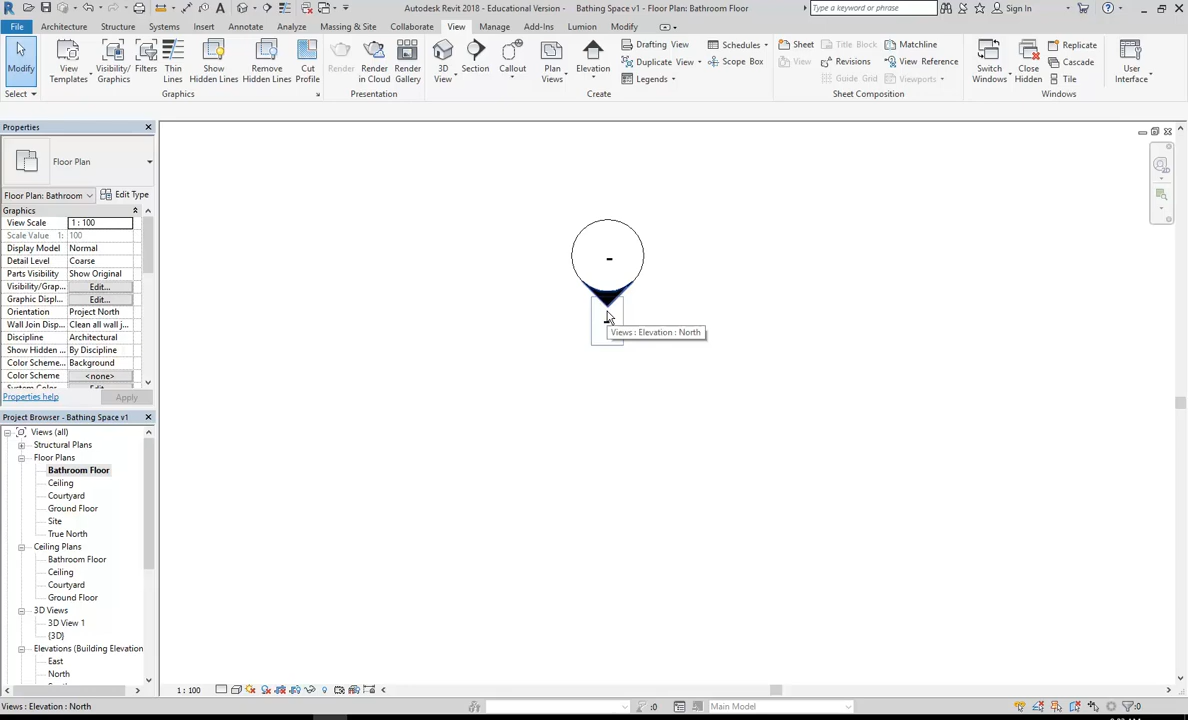 Autodesk Revit 2018 - Educational Version - Bathing Space v1 - Floor Plan: Bathroom Floor
Type a keyword or phrase
Sign In
File Architecture Structure Systems Insert Annotate Analyze Massing & Site Collaborate View Manage Add-Ins Lumion Modify
Modify
View Templates
Visibility/ Graphics
Filters
Thin Lines
Show Hidden Lines
Remove Hidden Lines
Cut Profile
Render
Render in Cloud
Render Gallery
3D View
Section
Callout
Plan Views
Elevation
Drafting View
Duplicate View
Legends
Schedules
Scope Box
Sheet
View
Title Block
Revisions
Guide Grid
Matchline
View Reference
Viewports
Switch Windows
Close Hidden
Replicate
Cascade
Tile
User Interface
Select Graphics Presentation Create Sheet Composition Windows
Properties
Floor Plan
Floor Plan: Bathroom
Edit Type
Graphics
View Scale 1 : 100
Scale Value 1: 100
Display Model Normal
Detail Level Coarse
Parts Visibility Show Original
Visibility/Grap... Edit...
Graphic Displ... Edit...
Orientation Project North
Wall Join Disp... Clean all wall j...
Discipline Architectural
Show Hidden ... By Discipline
Color Scheme... Background
Color Scheme <none>
Properties help
Apply
Project Browser - Bathing Space v1
Views (all)
Structural Plans
Floor Plans
Bathroom Floor
Ceiling
Courtyard
Ground Floor
Site
True North
Ceiling Plans
Bathroom Floor
Ceiling
Courtyard
Ground Floor
3D Views
3D View 1
{3D}
Elevations (Building Elevation
East
North
Views : Elevation : North
1 : 100
Views : Elevation : North
:0
Main Model
:0